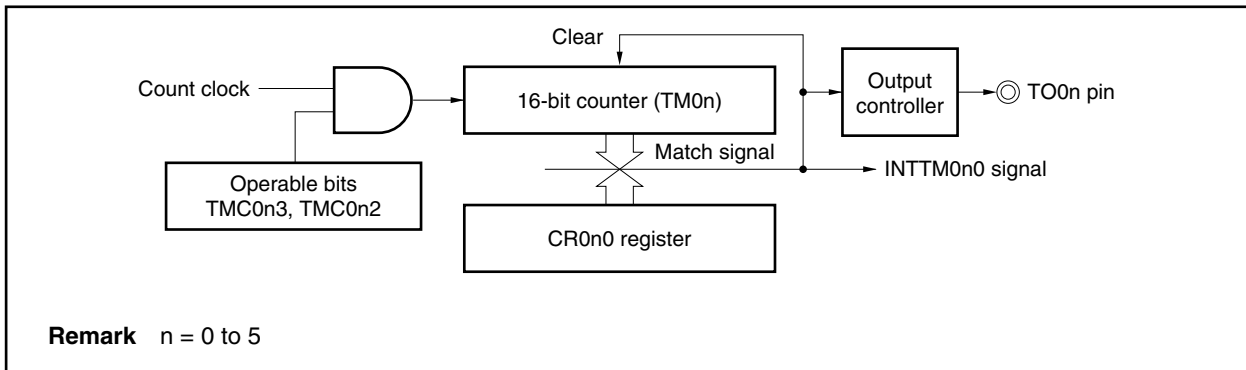 Clear
Count clock
16-bit counter (TM0n)
Output
controller
TO0n pin
Match signal
INTTM0n0 signal
Operable bits
TMC0n3, TMC0n2
CR0n0 register
Remark n = 0 to 5